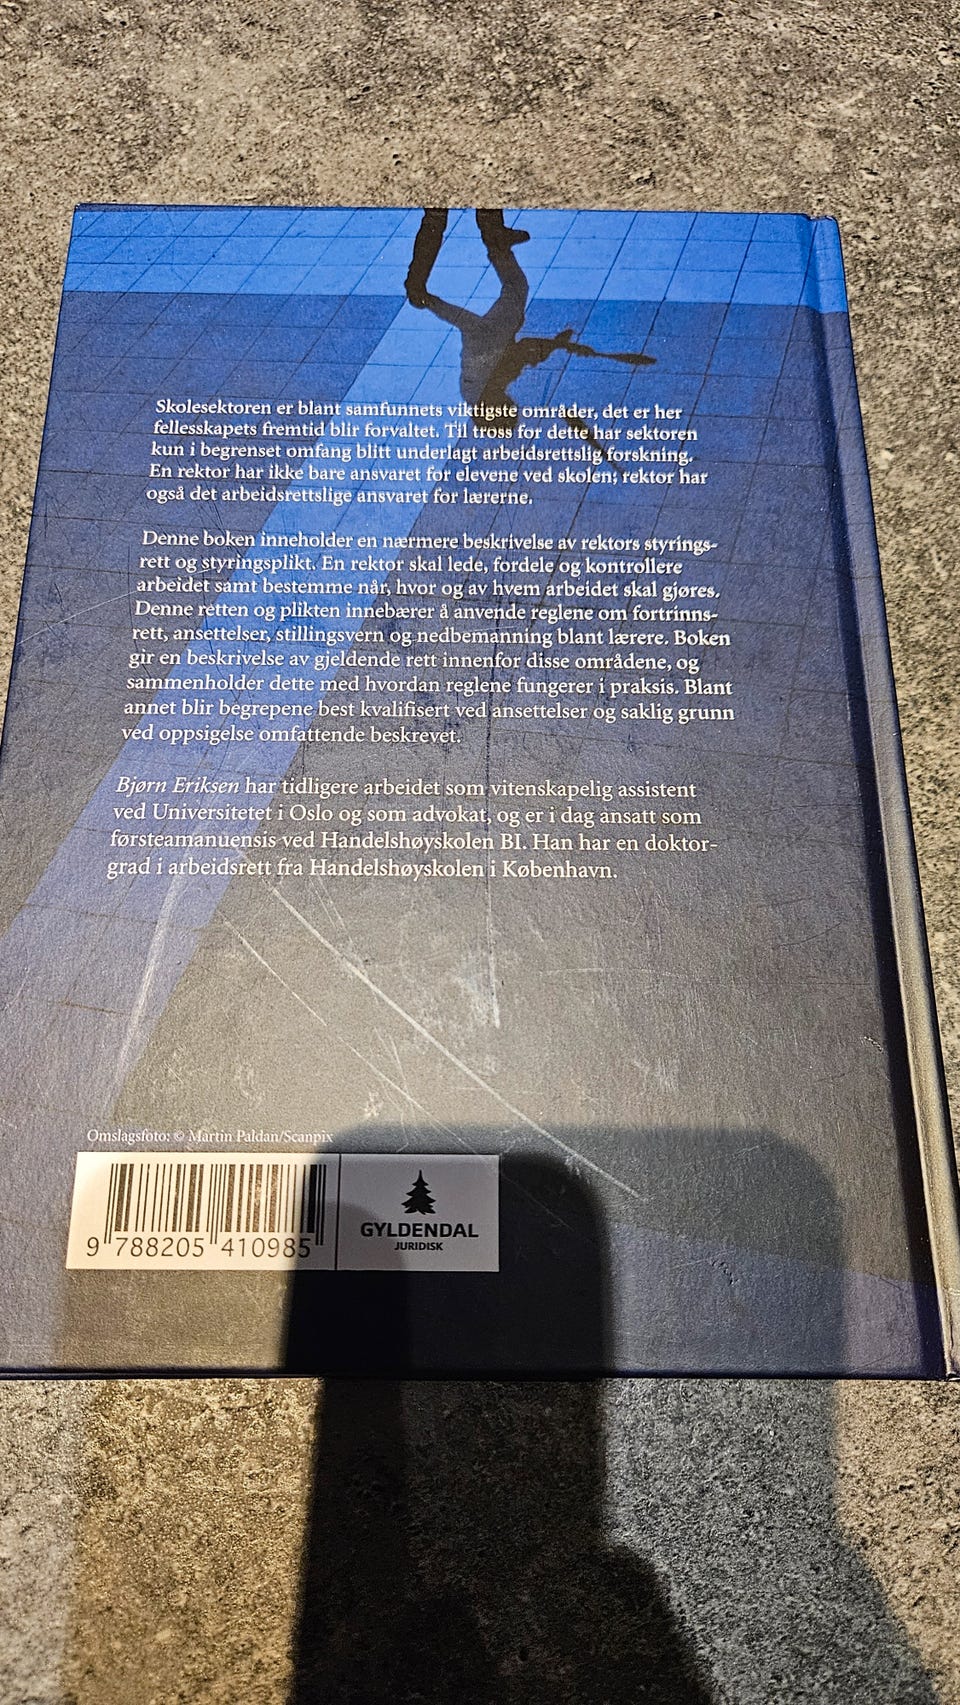 Skolesektoren er blant samfunnets viktigste områder, det er her
fellesskapets fremtid blir forvaltet. Til tross for dette har sektoren
kun i begrenset omfang blitt underlagt arbeidsrettslig forskning.
En rektor har ikke bare ansvaret for elevene ved skolen; rektor har
også det arbeidsrettslige ansvaret for lærerne.
Denne boken inneholder en nærmere beskrivelse av rektors styrings-
rett og styringsplikt. En rektor skal lede, fordele og kontrollere
arbeidet samt bestemme når, hvor og av hvem arbeidet skal gjøres.
Denne retten og plikten innebærer å anvende reglene om fortrinns-
rett, ansettelser, stillingsvern og nedbemanning blant lærere. Boken
gir en beskrivelse av gjeldende rett innenfor disse områdene, og
sammenholder dette med hvordan reglene fungerer i praksis. Blant
annet blir begrepene best kvalifisert ved ansettelser og saklig grunn
ved oppsigelse omfattende beskrevet.
Bjørn Eriksen har tidligere arbeidet som vitenskapelig assistent
ved Universitetet i Oslo og som advokat, og er i dag ansatt som
førsteamanuensis ved Handelshøyskolen BI. Han har en doktor-
grad i arbeidsrett fra Handelshøyskolen i København.
Omslagsfoto: © Martin Paldan/Scanpix
9 788205 410985
GYLDENDAL
JURIDISK